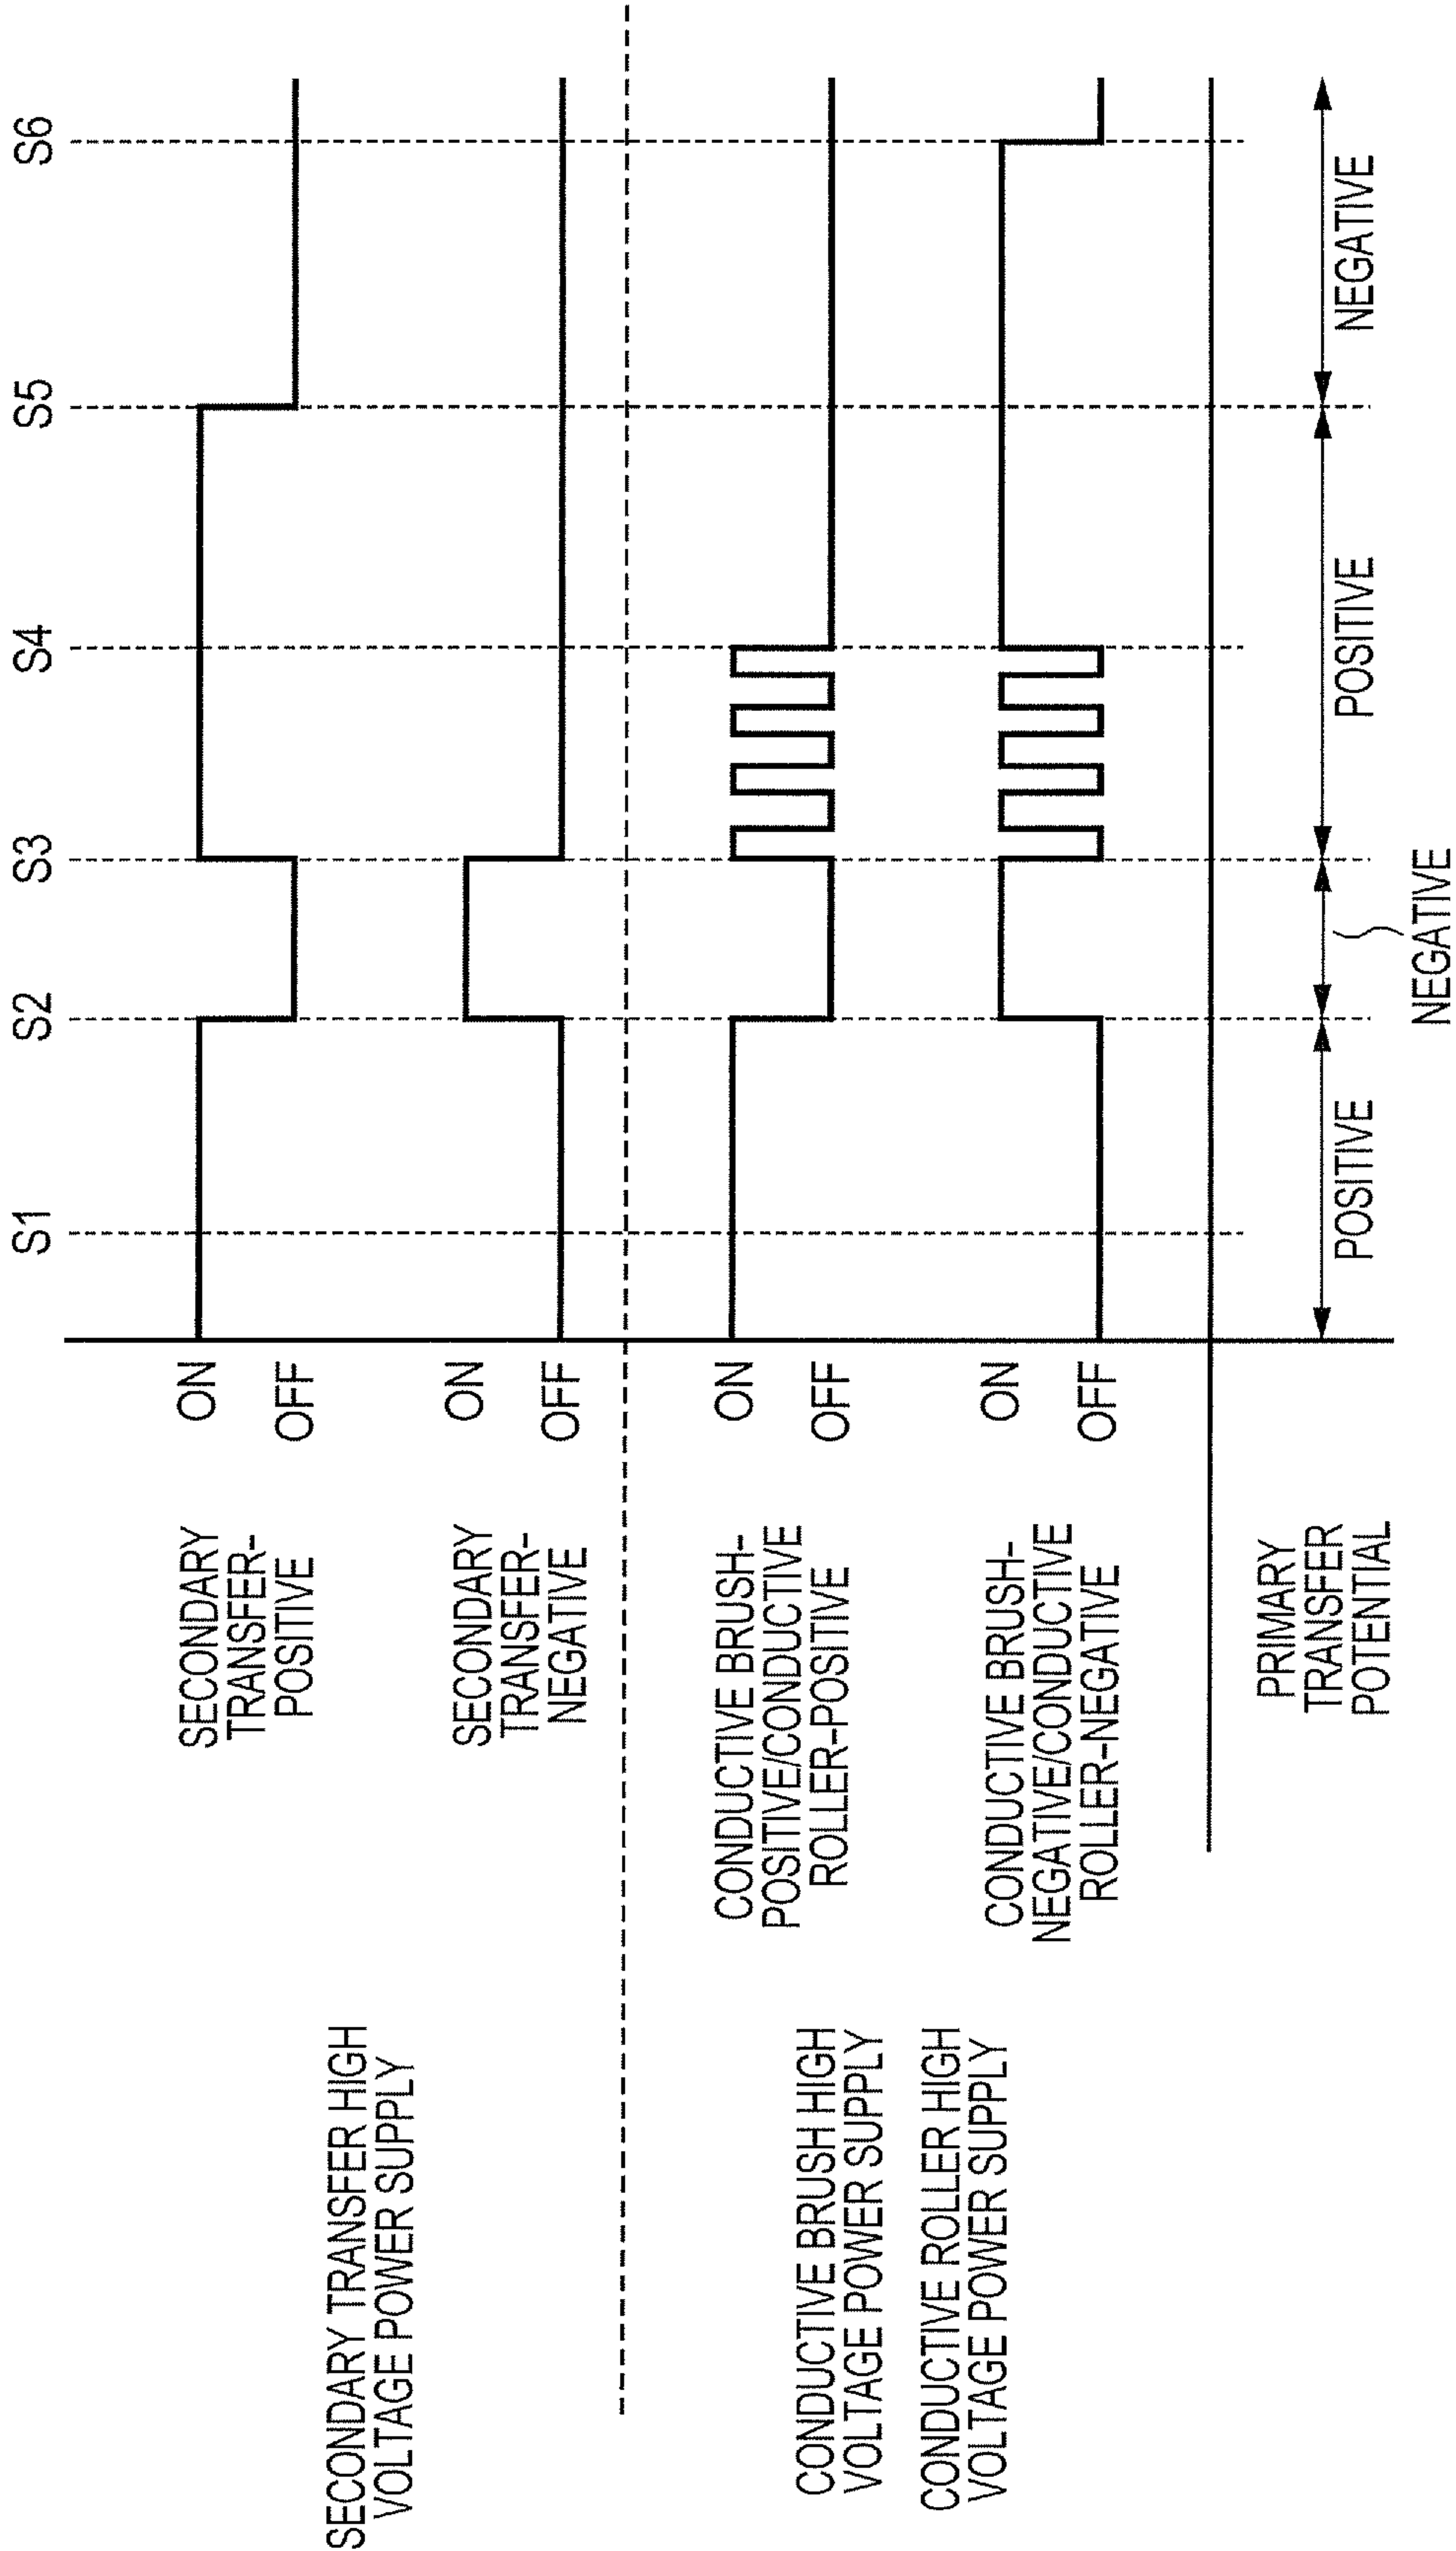 S1
S2
S3
S4
S5
S6
SECONDARY TRANSFER HIGH
VOLTAGE POWER SUPPLY
SECONDARY
TRANSFER-
POSITIVE
ON
OFF
SECONDARY
TRANSFER-
NEGATIVE
ON
OFF
CONDUCTIVE BRUSH HIGH
VOLTAGE POWER SUPPLY
CONDUCTIVE ROLLER HIGH
VOLTAGE POWER SUPPLY
CONDUCTIVE BRUSH-
POSITIVE/CONDUCTIVE
ROLLER-POSITIVE
ON
OFF
CONDUCTIVE BRUSH-
NEGATIVE/CONDUCTIVE
ROLLER-NEGATIVE
ON
OFF
PRIMARY
TRANSFER
POTENTIAL
POSITIVE
NEGATIVE
POSITIVE
NEGATIVE